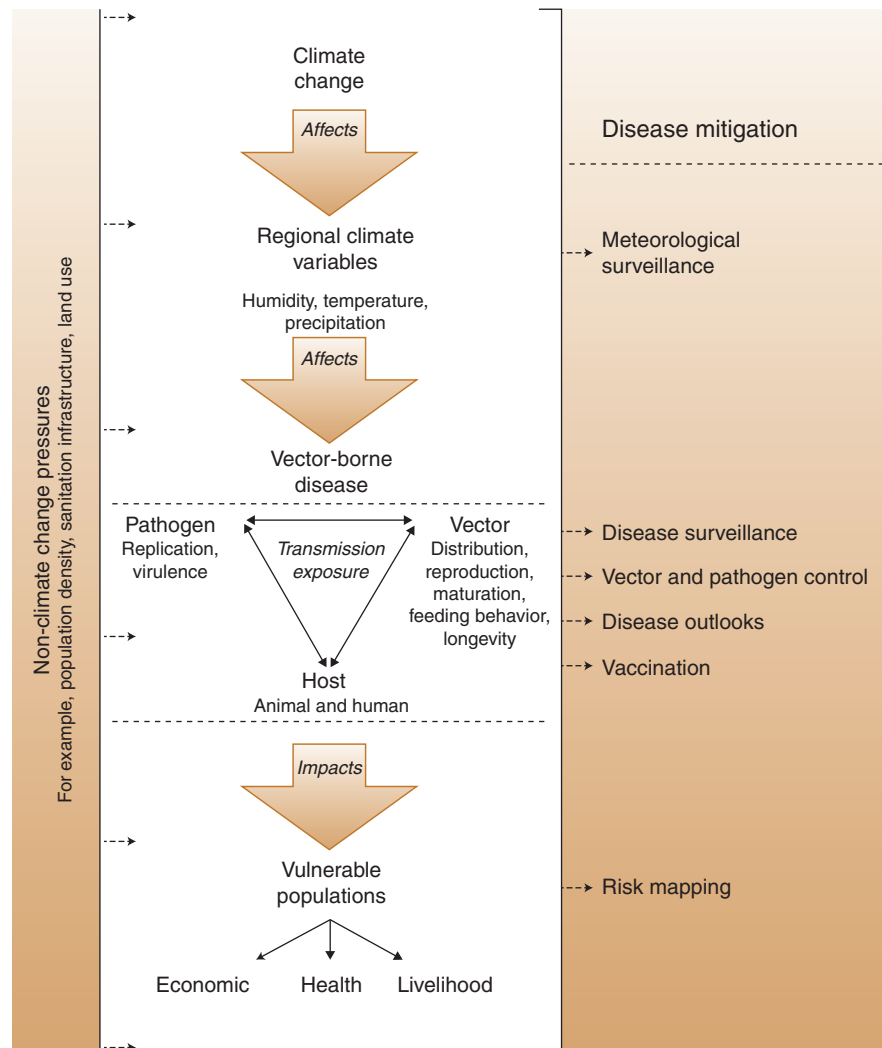 Non-climate change pressures
For example, population density, sanitation infrastructure, land use
Climate
change
Affects
Regional climate
variables
Humidity, temperature,
precipitation
Affects
Vector-borne
disease
Pathogen
Replication,
virulence
Transmission
exposure
Vector
Distribution,
reproduction,
maturation,
feeding behavior,
longevity
Host
Animal and human
Impacts
Vulnerable
populations
Economic
Health
Livelihood
Disease mitigation
Meteorological
surveillance
Disease surveillance
Vector and pathogen control
Disease outlooks
Vaccination
Risk mapping